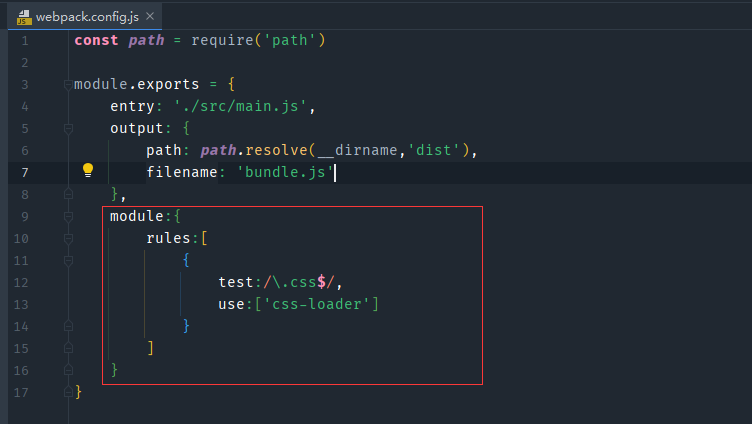 webpack.config.js
1 const path = require('path')
2
3 module.exports = {
4     entry: './src/main.js',
5     output: {
6         path: path.resolve(__dirname,'dist'),
7         filename: 'bundle.js'
8     },
9     module:{
10         rules:[
11             {
12                 test:/\.css$/,
13                 use:['css-loader']
14             }
15         ]
16     }
17 }